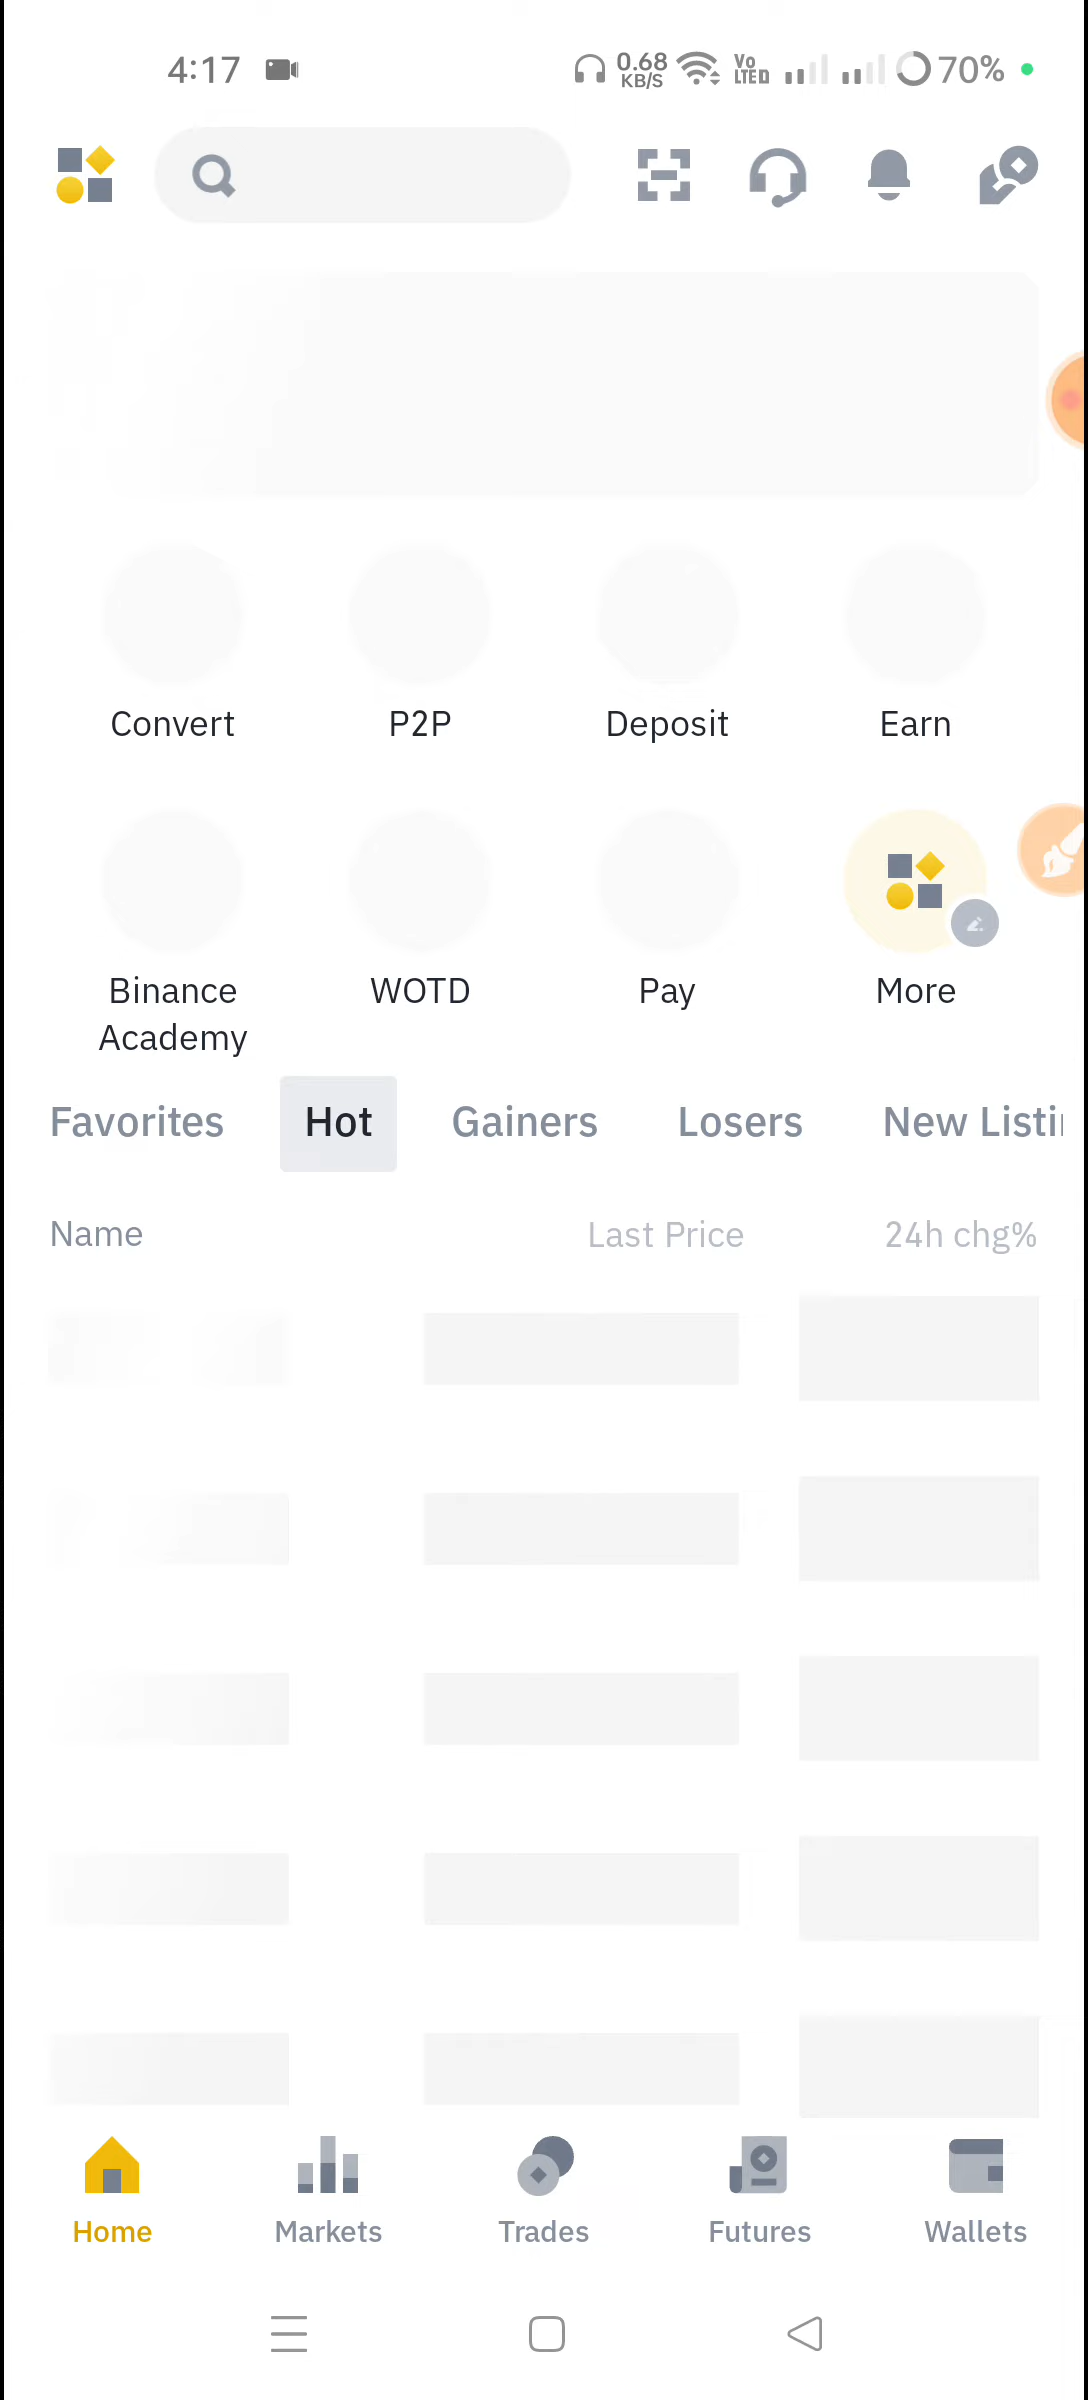 4:17
0.68
KB/S
Vo
LTE D
70%
Convert
P2P
Deposit
Earn
Binance
Academy
WOTD
Pay
More
Favorites
Hot
Gainers
Losers
New Listi
Name
Last Price
24h chg%
Home
Markets
Trades
Futures
Wallets